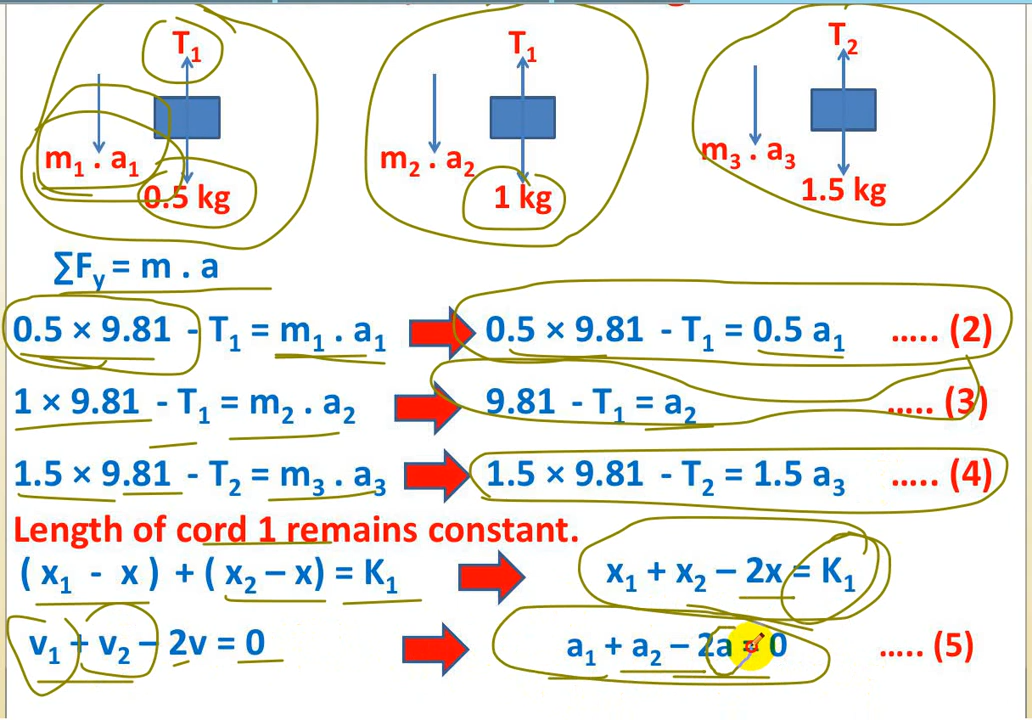 T₁ T₁ T₂
m₁ . a₁ m₂ . a₂ m₃ . a₃
0.5 kg 1 kg 1.5 kg
∑Fy = m . a
0.5 × 9.81 - T₁ = m₁ . a₁ 0.5 × 9.81 - T₁ = 0.5 a₁ ..... (2)
1 × 9.81 - T₁ = m₂ . a₂ 9.81 - T₁ = a₂ ..... (3)
1.5 × 9.81 - T₂ = m₃ . a₃ 1.5 × 9.81 - T₂ = 1.5 a₃ ..... (4)
Length of cord 1 remains constant.
( x₁ - x ) + ( x₂ – x) = K₁ x₁ + x₂ – 2x = K₁
v₁ + v₂ – 2v = 0 a₁ + a₂ – 2a = 0 ..... (5)